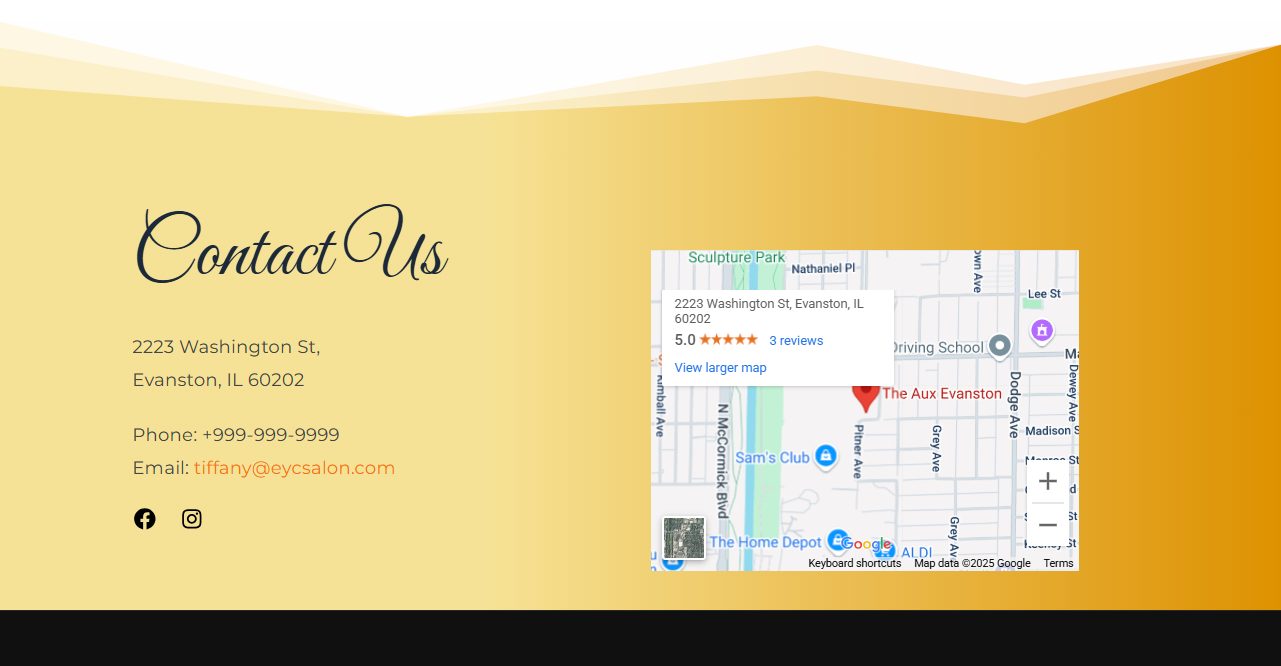 Contact Us
2223 Washington St,
Evanston, IL 60202
Phone: +999-999-9999
Email: tiffany@eycsalon.com
Sculpture Park
Nathaniel Pl
Lee St
2223 Washington St, Evanston, IL
60202
5.0
3 reviews
View larger map
Driving School
The Aux Evanston
Dodge Ave
Dewey Ave
N McCormick Blvd
Pitner Ave
Grey Ave
Madison S
Sam's Club
The Home Depot
Google
ALDI
Grey Av
Keyboard shortcuts
Map data ©2025 Google
Terms